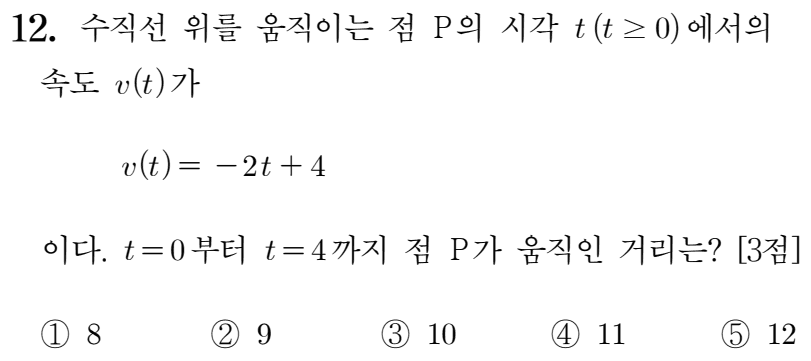 12. 수직선 위를 움직이는 점 P의 시각 t(t ≥ 0)에서의
속도 v(t)가
v(t) = −2t + 4
이다. t=0부터 t=4까지 점 P가 움직인 거리는? [3점]
① 8 ② 9 ③ 10 ④ 11 ⑤ 12